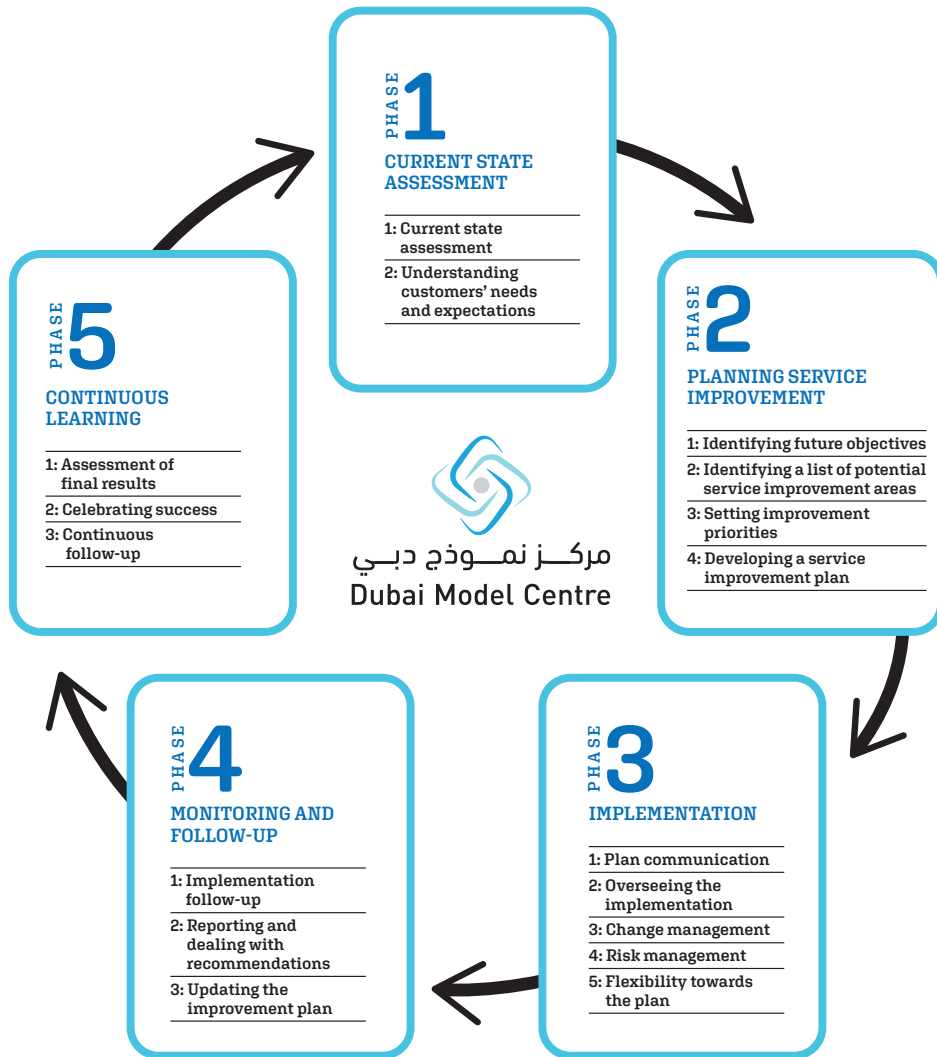 PHASE 1
CURRENT STATE
ASSESSMENT
1: Current state
assessment
2: Understanding
customers’ needs
and expectations
PHASE 2
PLANNING SERVICE
IMPROVEMENT
1: Identifying future objectives
2: Identifying a list of potential
service improvement areas
3: Setting improvement
priorities
4: Developing a service
improvement plan
PHASE 3
IMPLEMENTATION
1: Plan communication
2: Overseeing the
implementation
3: Change management
4: Risk management
5: Flexibility towards
the plan
PHASE 4
MONITORING AND
FOLLOW-UP
1: Implementation
follow-up
2: Reporting and
dealing with
recommendations
3: Updating the
improvement plan
PHASE 5
CONTINUOUS
LEARNING
1: Assessment of
final results
2: Celebrating success
3: Continuous
follow-up
مركـــز نمـــوذج دبـــي
Dubai Model Centre